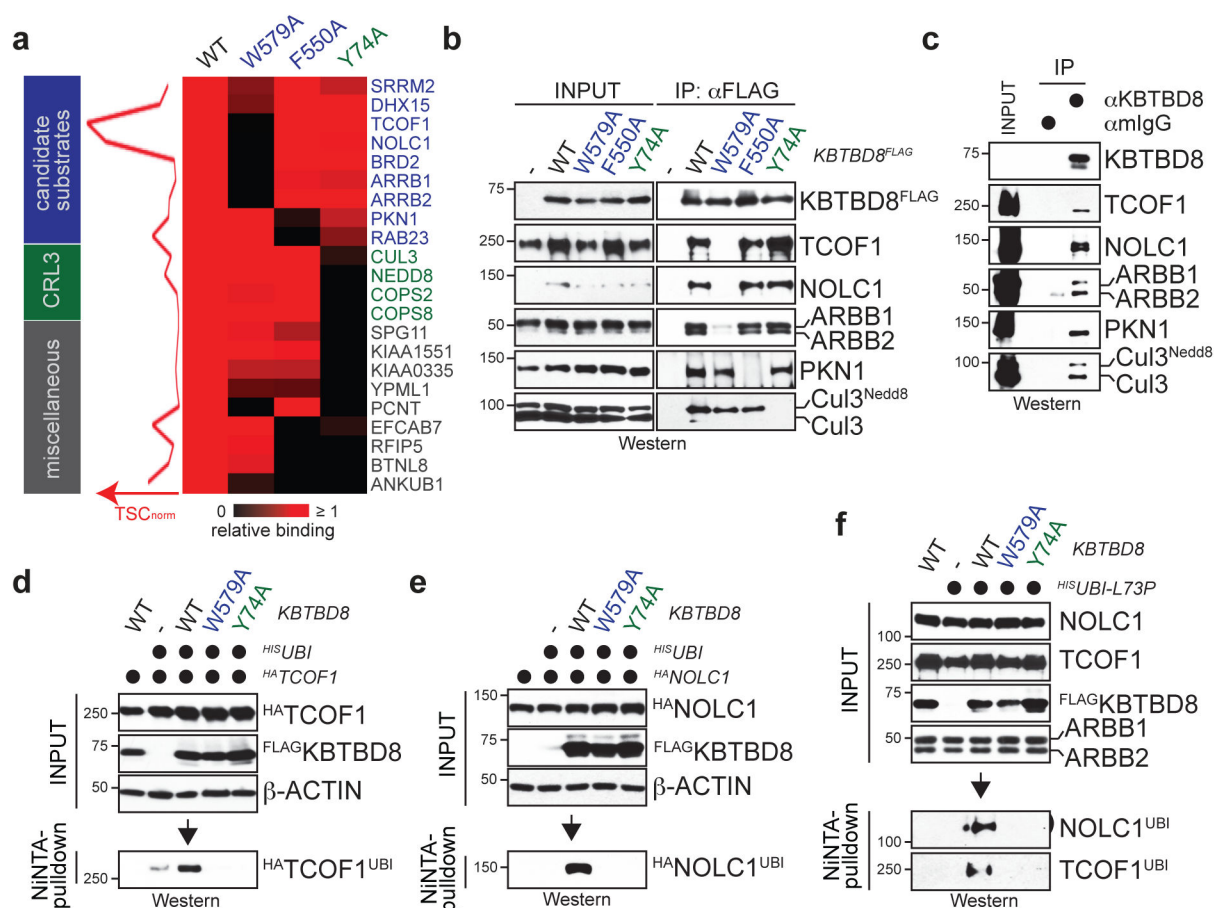 a
WT
W579A
F550A
Y74A
candidate substrates
CRL3
miscellaneous
SRRM2
DHX15
TCOF1
NOLC1
BRD2
ARRB1
ARRB2
PKN1
RAB23
CUL3
NEDD8
COPS2
COPS8
SPG11
KIAA1551
KIAA0335
YPML1
PCNT
EFCAB7
RFIP5
BTNL8
ANKUB1
TSCnorm
0 ≥ 1
relative binding
b
INPUT IP: αFLAG
- WT W579A F550A Y74A - WT W579A F550A Y74A KBTBD8FLAG
75 KBTBD8FLAG
250 TCOF1
150 NOLC1
50 ARBB1
ARBB2
PKN1
150
100 Cul3Nedd8
Cul3
Western
c
IP
INPUT
αKBTBD8
αmIgG
75 KBTBD8
250 TCOF1
150 NOLC1
50 ARBB1
ARBB2
150 PKN1
100 Cul3Nedd8
Cul3
Western
d
WT - WT W579A Y74A KBTBD8
HISUBI
HATCOF1
INPUT
250 HATCOF1
75 FLAGKBTBD8
50 β-ACTIN
NiNTA-pulldown
250 HATCOF1UBI
Western
e
- WT W579A Y74A KBTBD8
HISUBI
HANOLC1
INPUT
150 HANOLC1
75 FLAGKBTBD8
50 β-ACTIN
NiNTA-pulldown
150 HANOLC1UBI
Western
f
WT - WT W579A Y74A KBTBD8
HISUBI-L73P
INPUT
NOLC1
100
250 TCOF1
75 FLAGKBTBD8
50 ARBB1
ARBB2
NiNTA-pulldown
NOLC1UBI
100
250 TCOF1UBI
Western